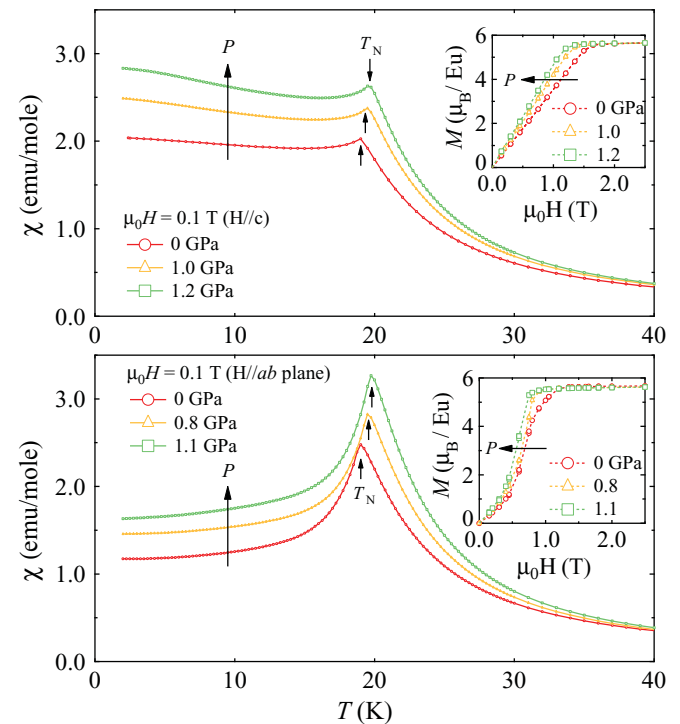 3.0
2.0
1.0
0.0
χ (emu/mole)
P
T_N
μ₀H = 0.1 T (H//c)
0 GPa
1.0 GPa
1.2 GPa
0 10 20 30 40
6
4
2
0
M (μ_B/ Eu)
P
0 GPa
1.0
1.2
0.0 1.0 2.0
μ₀H (T)
μ₀H = 0.1 T (H//ab plane)
0 GPa
0.8 GPa
1.1 GPa
3.0
2.0
1.0
0.0
χ (emu/mole)
P
T_N
6
4
2
0
M (μ_B/ Eu)
P
0 GPa
0.8
1.1
0.0 1.0 2.0
μ₀H (T)
0 10 20 30 40
T (K)